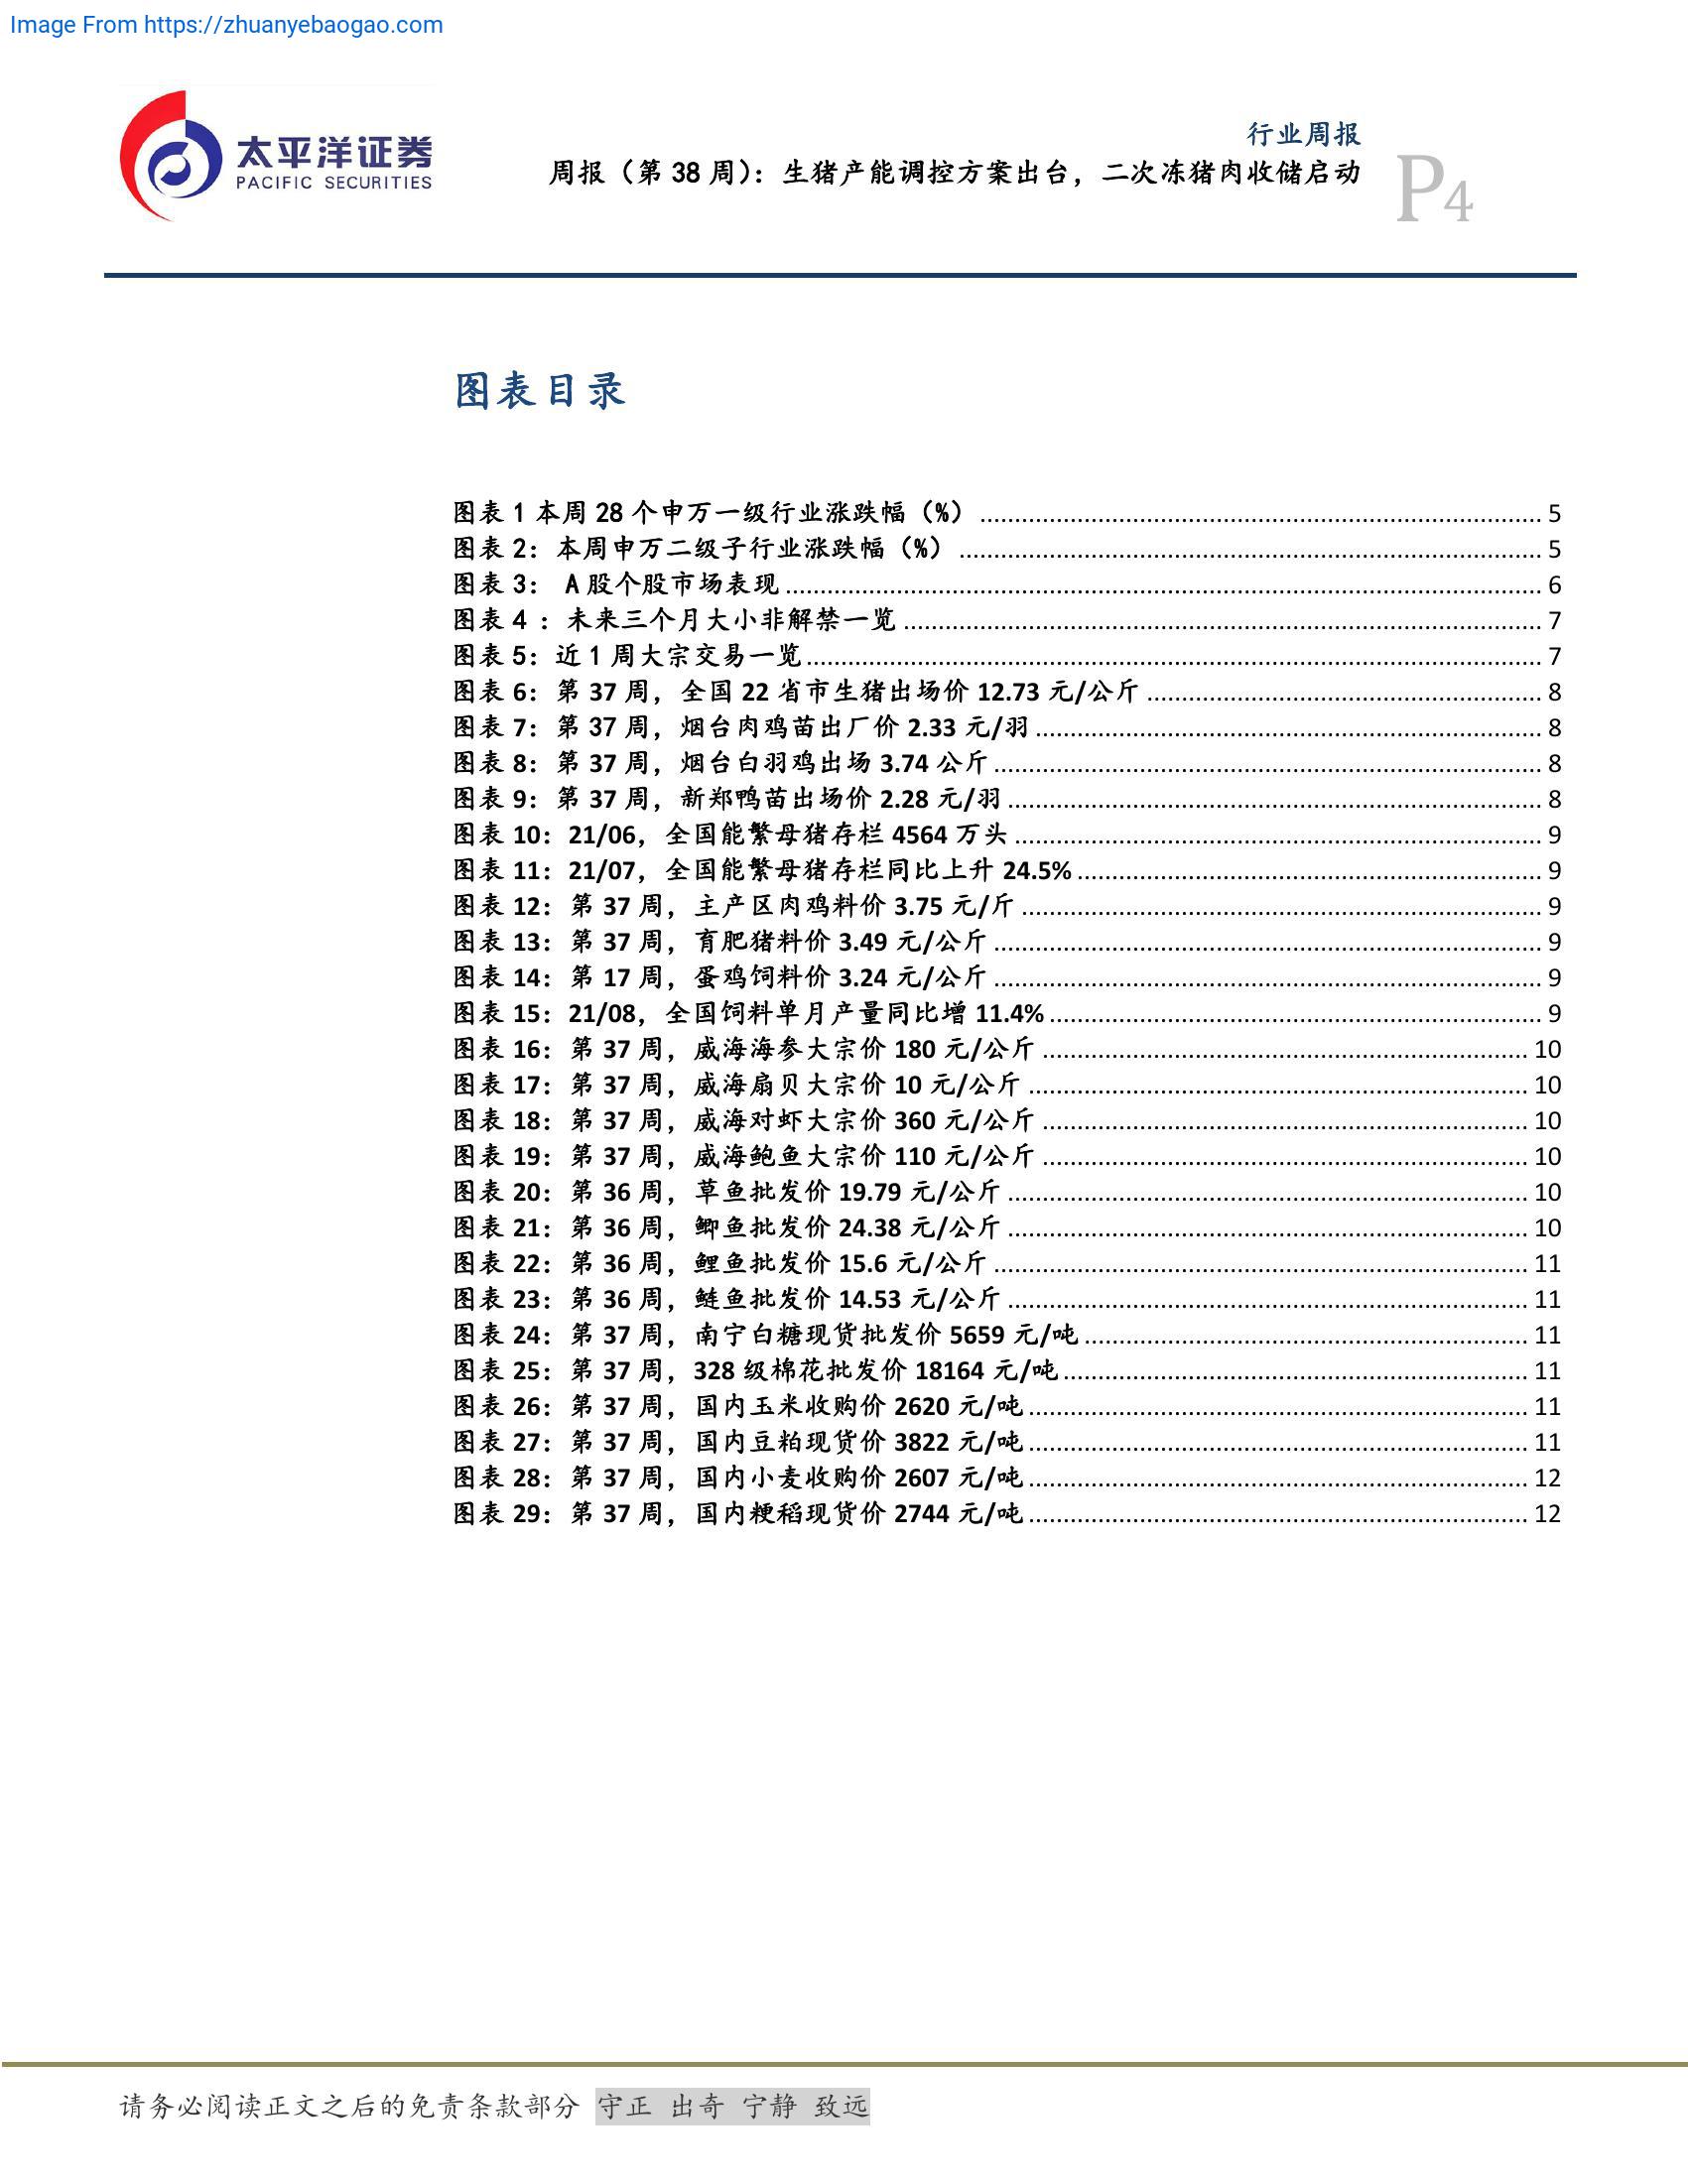 Image From https://zhuanyebaogao.com
太平洋证券
PACIFIC SECURITIES
行业周报
周报（第 38 周）：生猪产能调控方案出台，二次冻猪肉收储启动
P4
图表目录
图表 1 本周 28 个申万一级行业涨跌幅（%） ........ 5
图表 2：本周申万二级子行业涨跌幅（%） ........ 5
图表 3： A 股个股市场表现 ........ 6
图表 4 ：未来三个月大小非解禁一览 ........ 7
图表 5：近 1 周大宗交易一览 ........ 7
图表 6：第 37 周，全国 22 省市生猪出场价 12.73 元/公斤 ........ 8
图表 7：第 37 周，烟台肉鸡苗出厂价 2.33 元/羽 ........ 8
图表 8：第 37 周，烟台白羽鸡出场 3.74 公斤 ........ 8
图表 9：第 37 周，新郑鸭苗出场价 2.28 元/羽 ........ 8
图表 10：21/06，全国能繁母猪存栏 4564 万头 ........ 9
图表 11：21/07，全国能繁母猪存栏同比上升 24.5% ........ 9
图表 12：第 37 周，主产区肉鸡料价 3.75 元/斤 ........ 9
图表 13：第 37 周，育肥猪料价 3.49 元/公斤 ........ 9
图表 14：第 17 周，蛋鸡饲料价 3.24 元/公斤 ........ 9
图表 15：21/08，全国饲料单月产量同比增 11.4% ........ 9
图表 16：第 37 周，威海海参大宗价 180 元/公斤 ........ 10
图表 17：第 37 周，威海扇贝大宗价 10 元/公斤 ........ 10
图表 18：第 37 周，威海对虾大宗价 360 元/公斤 ........ 10
图表 19：第 37 周，威海鲍鱼大宗价 110 元/公斤 ........ 10
图表 20：第 36 周，草鱼批发价 19.79 元/公斤 ........ 10
图表 21：第 36 周，鲫鱼批发价 24.38 元/公斤 ........ 10
图表 22：第 36 周，鲤鱼批发价 15.6 元/公斤 ........ 11
图表 23：第 36 周，鲢鱼批发价 14.53 元/公斤 ........ 11
图表 24：第 37 周，南宁白糖现货批发价 5659 元/吨 ........ 11
图表 25：第 37 周，328 级棉花批发价 18164 元/吨 ........ 11
图表 26：第 37 周，国内玉米收购价 2620 元/吨 ........ 11
图表 27：第 37 周，国内豆粕现货价 3822 元/吨 ........ 11
图表 28：第 37 周，国内小麦收购价 2607 元/吨 ........ 12
图表 29：第 37 周，国内粳稻现货价 2744 元/吨 ........ 12
请务必阅读正文之后的免责条款部分 守正 出奇 宁静 致远